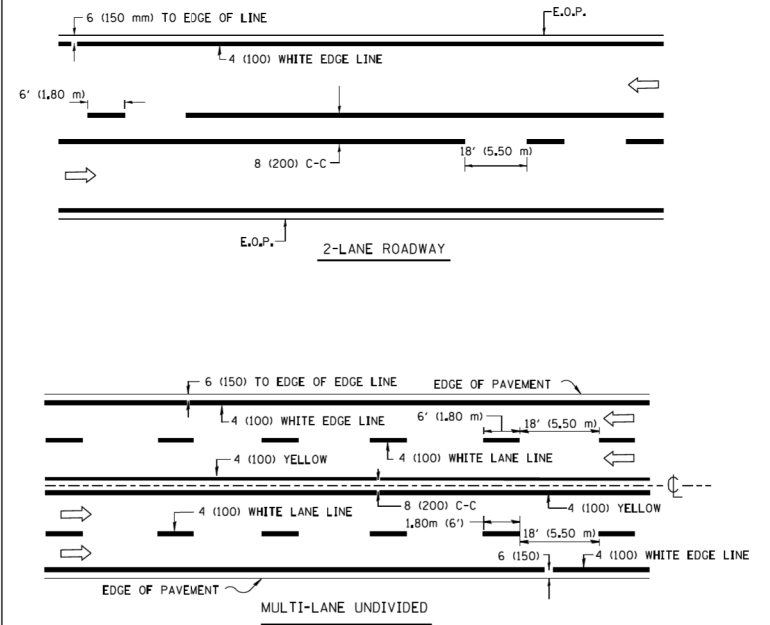 6 (150 mm) TO EDGE OF LINE
E.O.P.
4 (100) WHITE EDGE LINE
6' (1.80 m)
8 (200) C-C
18' (5.50 m)
E.O.P.
2-LANE ROADWAY
6 (150) TO EDGE OF EDGE LINE
EDGE OF PAVEMENT
4 (100) WHITE EDGE LINE
6' (1.80 m)
18' (5.50 m)
4 (100) YELLOW
4 (100) WHITE LANE LINE
℄
4 (100) WHITE LANE LINE
8 (200) C-C
4 (100) YELLOW
1.80m (6')
18' (5.50 m)
6 (150)
4 (100) WHITE EDGE LINE
EDGE OF PAVEMENT
MULTI-LANE UNDIVIDED